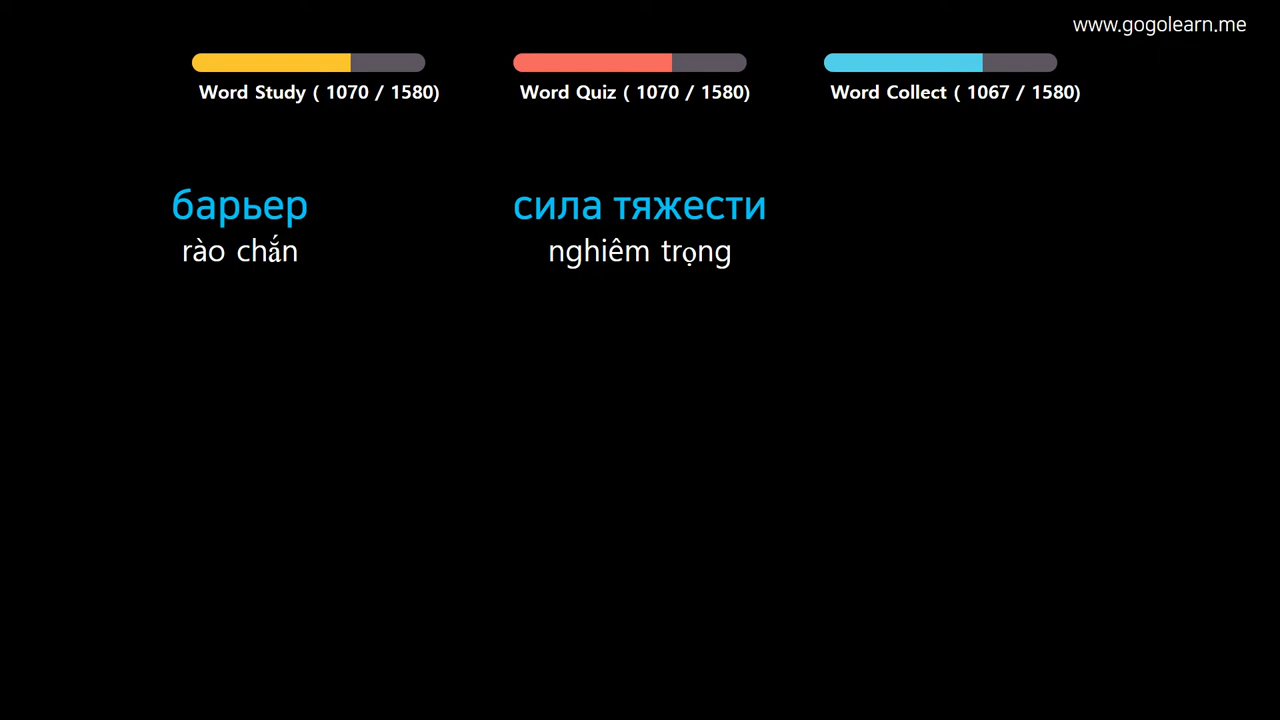 www.gogolearn.me
Word Study ( 1070 / 1580)
Word Quiz ( 1070 / 1580)
Word Collect ( 1067 / 1580)
барьер
rào chắn
сила тяжести
nghiêm trọng